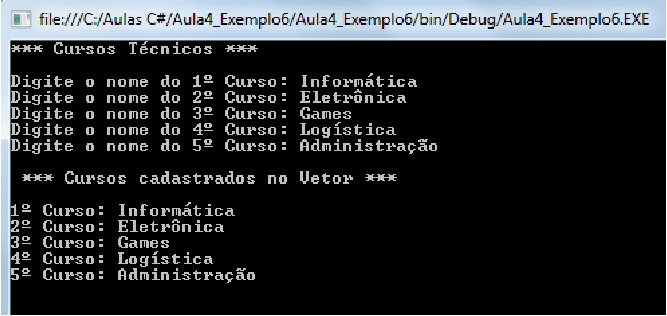 file:///C:/Aulas C#/Aula4_Exemplo6/Aula4_Exemplo6/bin/Debug/Aula4_Exemplo6.EXE
*** Cursos Técnicos ***
Digite o nome do 1º Curso: Informática
Digite o nome do 2º Curso: Eletrônica
Digite o nome do 3º Curso: Games
Digite o nome do 4º Curso: Logística
Digite o nome do 5º Curso: Administração
*** Cursos cadastrados no Vetor ***
1º Curso: Informática
2º Curso: Eletrônica
3º Curso: Games
4º Curso: Logística
5º Curso: Administração